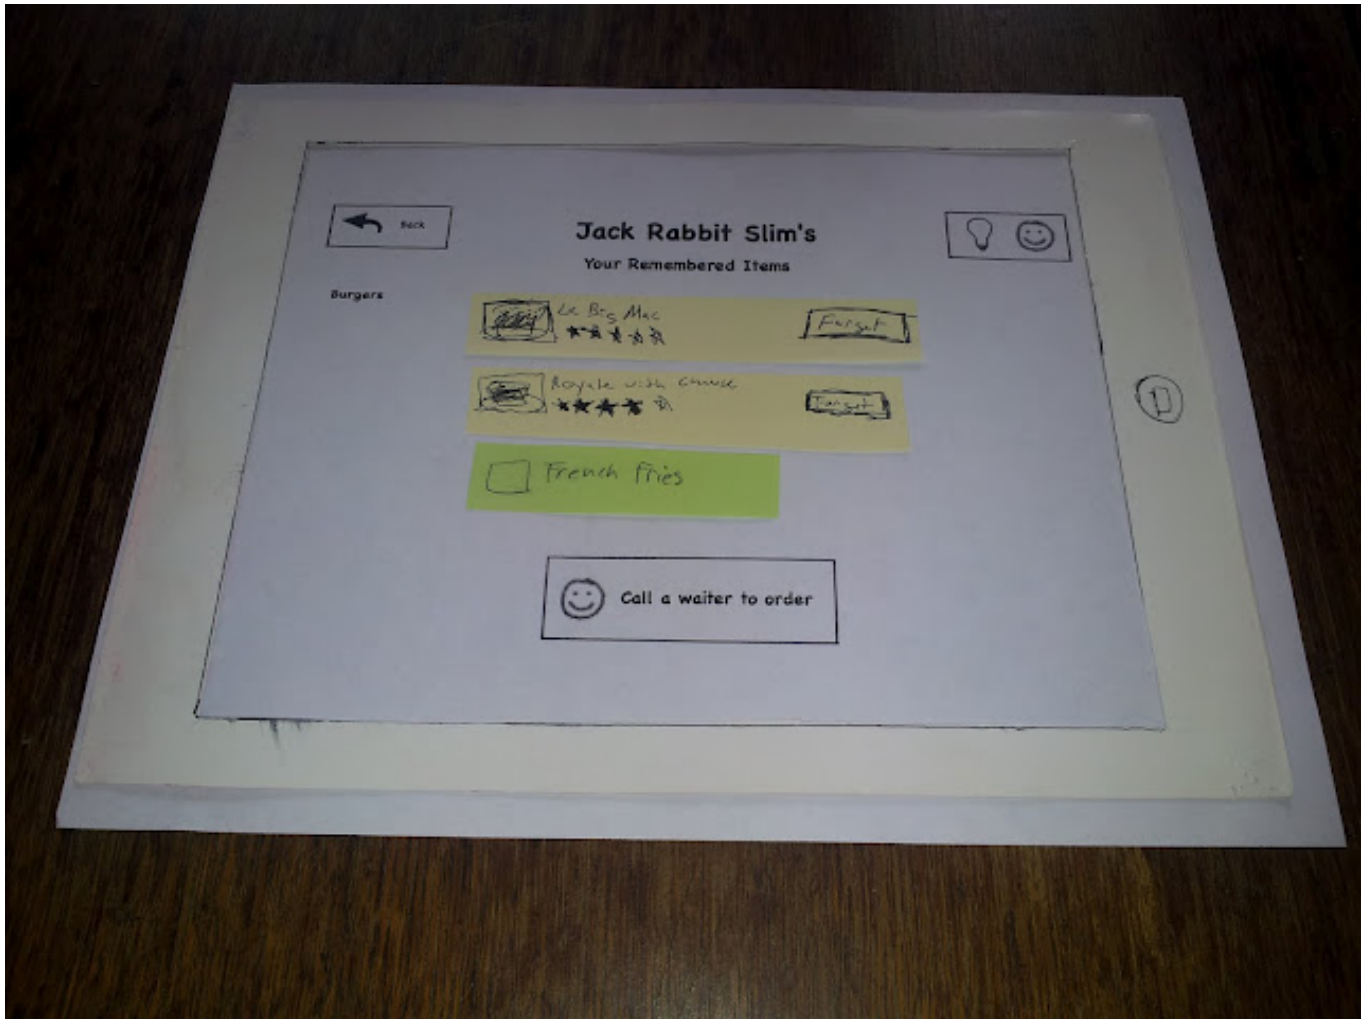 Back
Jack Rabbit Slim's
Your Remembered Items
Burgers
Le Big Mac
Forget
Royale with Cheese
Forget
French Fries
Call a waiter to order